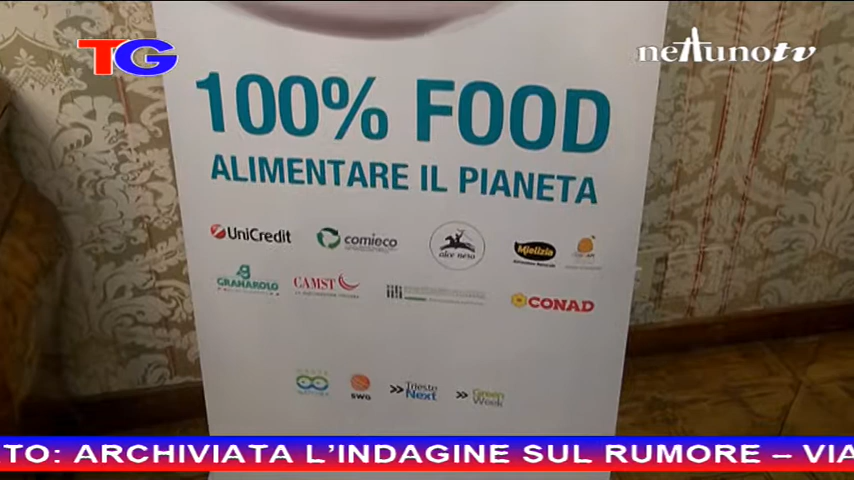 TG
nettunotv
100% FOOD
ALIMENTARE IL PIANETA
UniCredit comieco alce nero Mielizia
GRANAROLO CAMST CONAD
SWG Trieste Next Green Week
TO: ARCHIVIATA L'INDAGINE SUL RUMORE – VIA